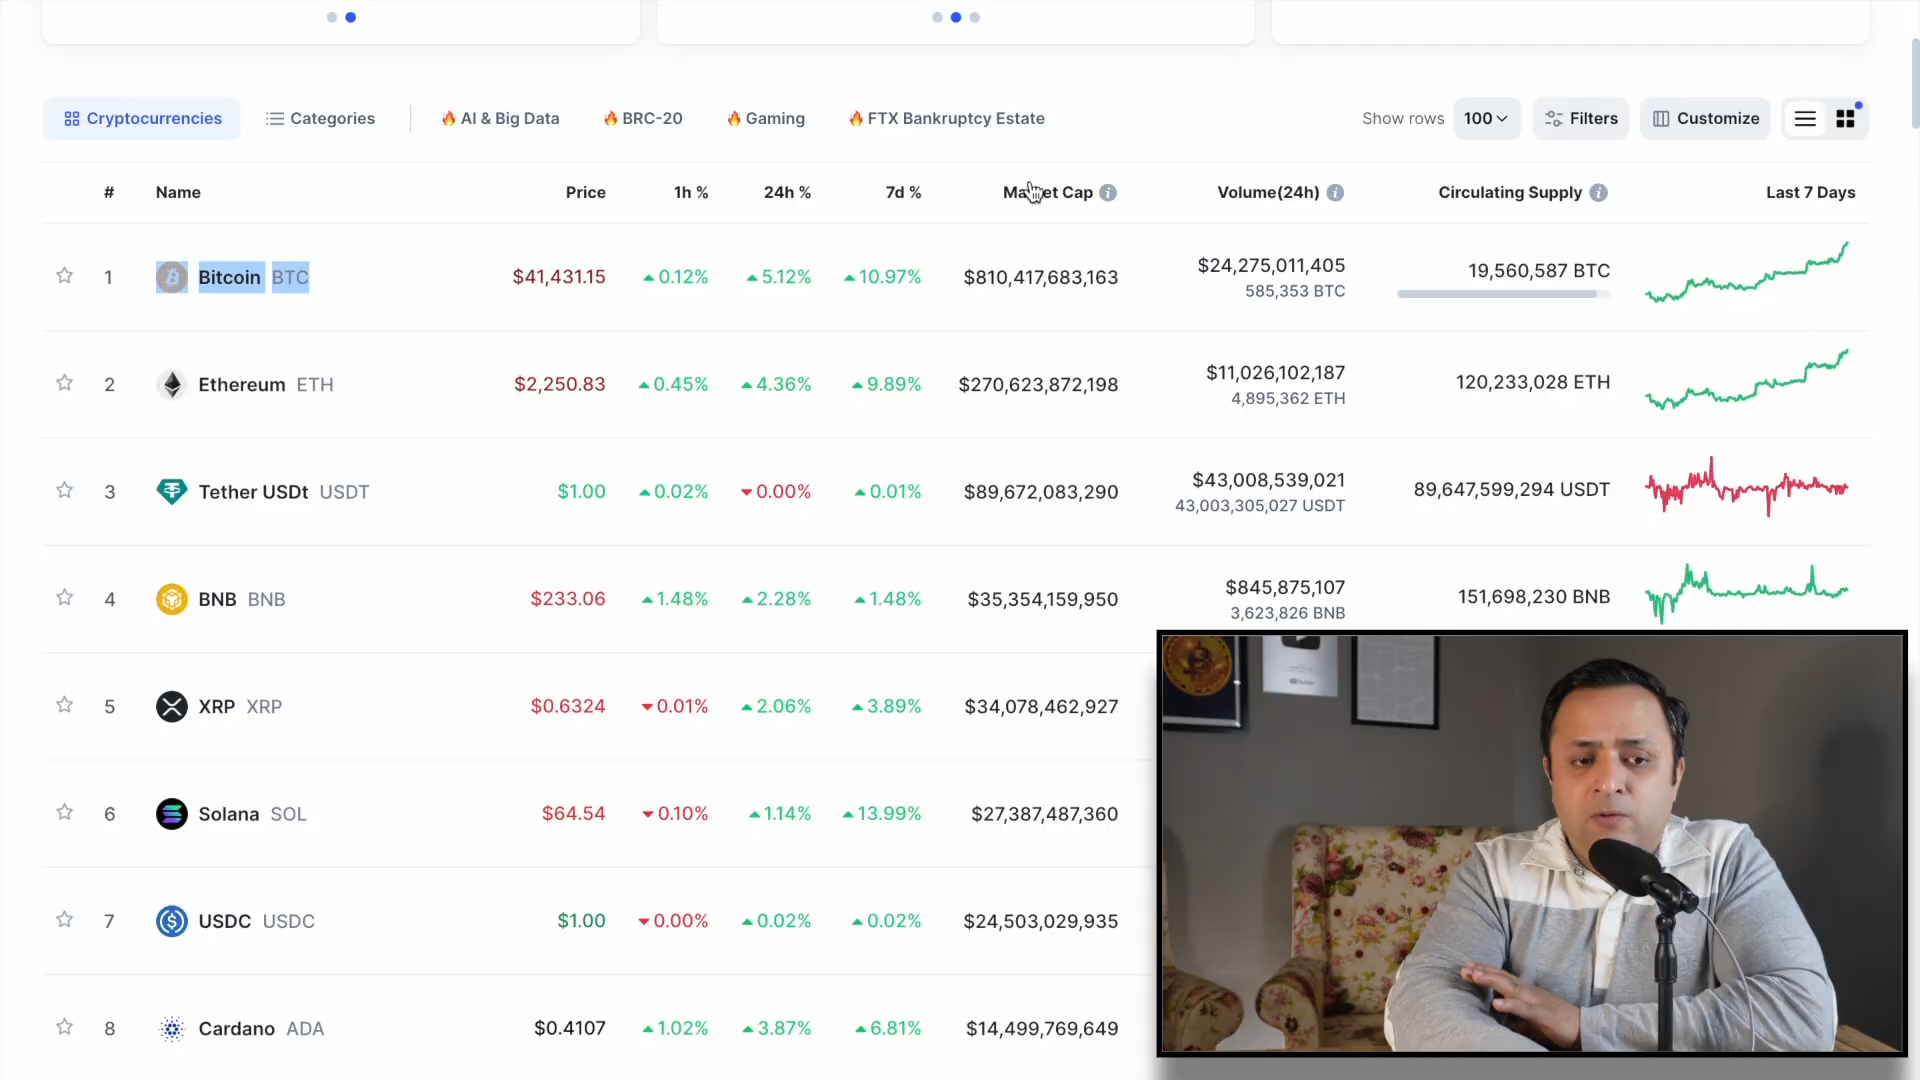 Cryptocurrencies Categories AI & Big Data BRC-20 Gaming FTX Bankruptcy Estate Show rows 100 Filters Customize
# Name Price 1h % 24h % 7d % Market Cap Volume(24h) Circulating Supply Last 7 Days
1 Bitcoin BTC $41,431.15 0.12% 5.12% 10.97% $810,417,683,163 $24,275,011,405 19,560,587 BTC
585,353 BTC
2 Ethereum ETH $2,250.83 0.45% 4.36% 9.89% $270,623,872,198 $11,026,102,187 120,233,028 ETH
4,895,362 ETH
3 Tether USDt USDT $1.00 0.02% 0.00% 0.01% $89,672,083,290 $43,008,539,021 89,647,599,294 USDT
43,003,305,027 USDT
4 BNB BNB $233.06 1.48% 2.28% 1.48% $35,354,159,950 $845,875,107 151,698,230 BNB
3,623,826 BNB
5 XRP XRP $0.6324 0.01% 2.06% 3.89% $34,078,462,927
6 Solana SOL $64.54 0.10% 1.14% 13.99% $27,387,487,360
7 USDC USDC $1.00 0.00% 0.02% 0.02% $24,503,029,935
8 Cardano ADA $0.4107 1.02% 3.87% 6.81% $14,499,769,649